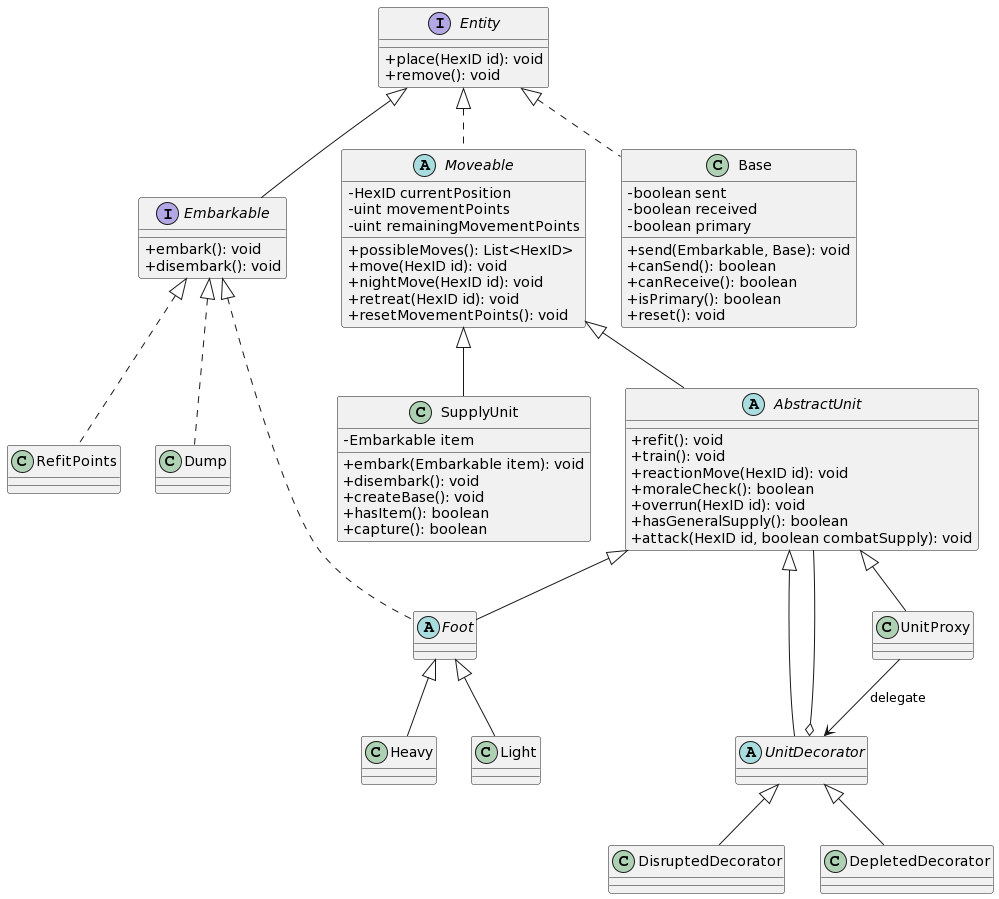 I Entity
+place(HexID id): void
+remove(): void
I Embarkable
+embark(): void
+disembark(): void
A Moveable
-HexID currentPosition
-uint movementPoints
-uint remainingMovementPoints
+possibleMoves(): List<HexID>
+move(HexID id): void
+nightMove(HexID id): void
+retreat(HexID id): void
+resetMovementPoints(): void
C Base
-boolean sent
-boolean received
-boolean primary
+send(Embarkable, Base): void
+canSend(): boolean
+canReceive(): boolean
+isPrimary(): boolean
+reset(): void
C RefitPoints
C Dump
C SupplyUnit
-Embarkable item
+embark(Embarkable item): void
+disembark(): void
+createBase(): void
+hasItem(): boolean
+capture(): boolean
A AbstractUnit
+refit(): void
+train(): void
+reactionMove(HexID id): void
+moraleCheck(): boolean
+overrun(HexID id): void
+hasGeneralSupply(): boolean
+attack(HexID id, boolean combatSupply): void
A Foot
C UnitProxy
delegate
C Heavy
C Light
A UnitDecorator
C DisruptedDecorator
C DepletedDecorator